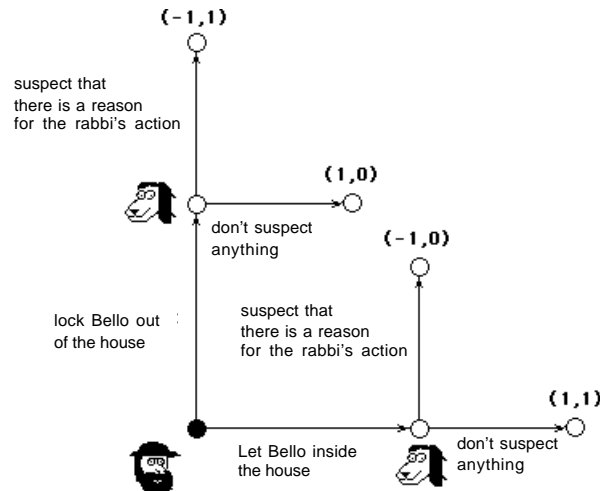 (-1,1)
suspect that
there is a reason
for the rabbi's action
(1,0)
don't suspect
anything
(-1,0)
lock Bello out
of the house
suspect that
there is a reason
for the rabbi's action
(1,1)
Let Bello inside
the house
don't suspect
anything